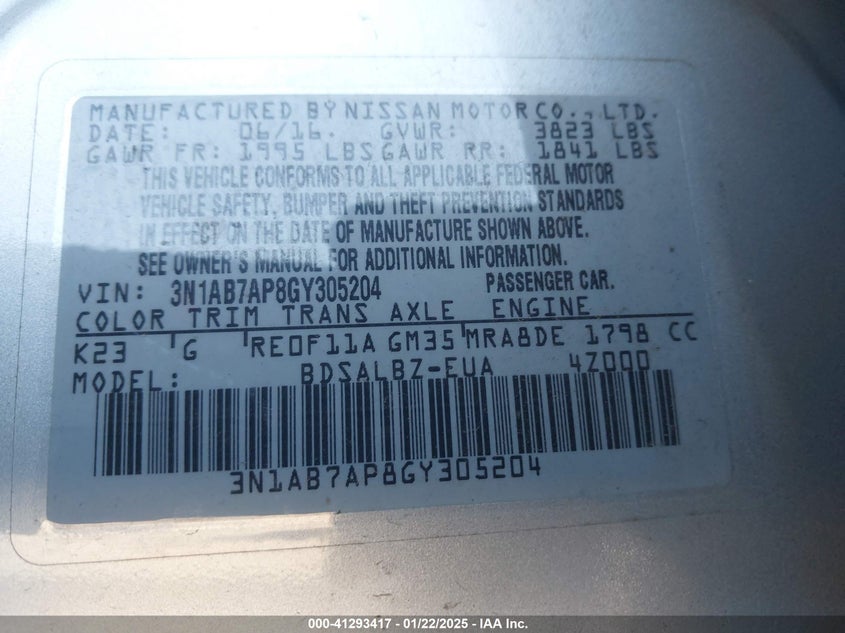 MANUFACTURED BY NISSAN MOTOR CO., LTD.
DATE: 06/16. GVWR: 3823 LBS
GAWR FR: 1995 LBS GAWR RR: 1841 LBS
THIS VEHICLE CONFORMS TO ALL APPLICABLE FEDERAL MOTOR
VEHICLE SAFETY, BUMPER AND THEFT PREVENTION STANDARDS
IN EFFECT ON THE DATE OF MANUFACTURE SHOWN ABOVE.
SEE OWNER'S MANUAL FOR ADDITIONAL INFORMATION.
VIN: 3N1AB7AP8GY305204 PASSENGER CAR.
COLOR TRIM TRANS AXLE ENGINE
K23 G RE0F11A GM35 MRA8DE 1798 CC
MODEL: BDSALBZ-EUA 4Z000
3N1AB7AP8GY305204
000-41293417 - 01/22/2025 - IAA Inc.